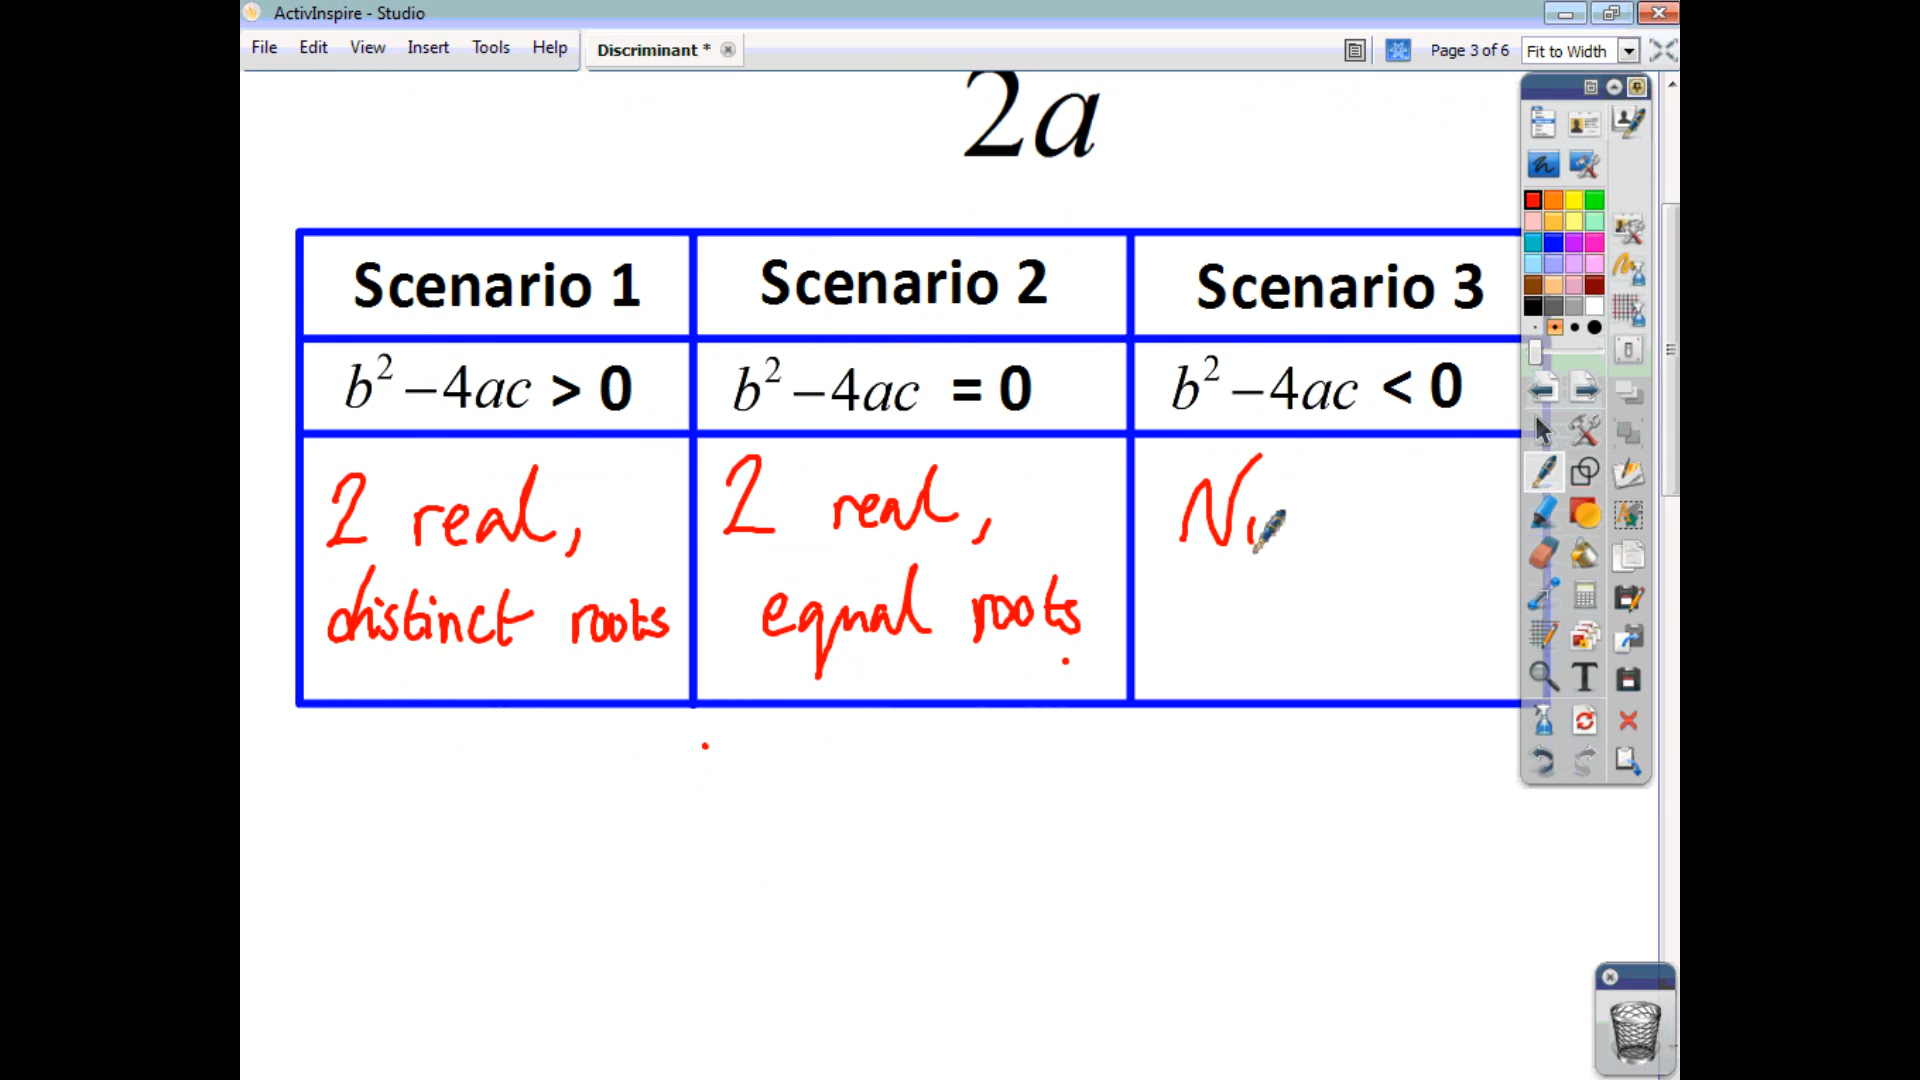 ActivInspire - Studio
File Edit View Insert Tools Help
Discriminant *
Page 3 of 6
Fit to Width
2a
Scenario 1 Scenario 2 Scenario 3
b² − 4ac > 0 b² − 4ac = 0 b² − 4ac < 0
2 real, 2 real,
distinct roots equal roots
T